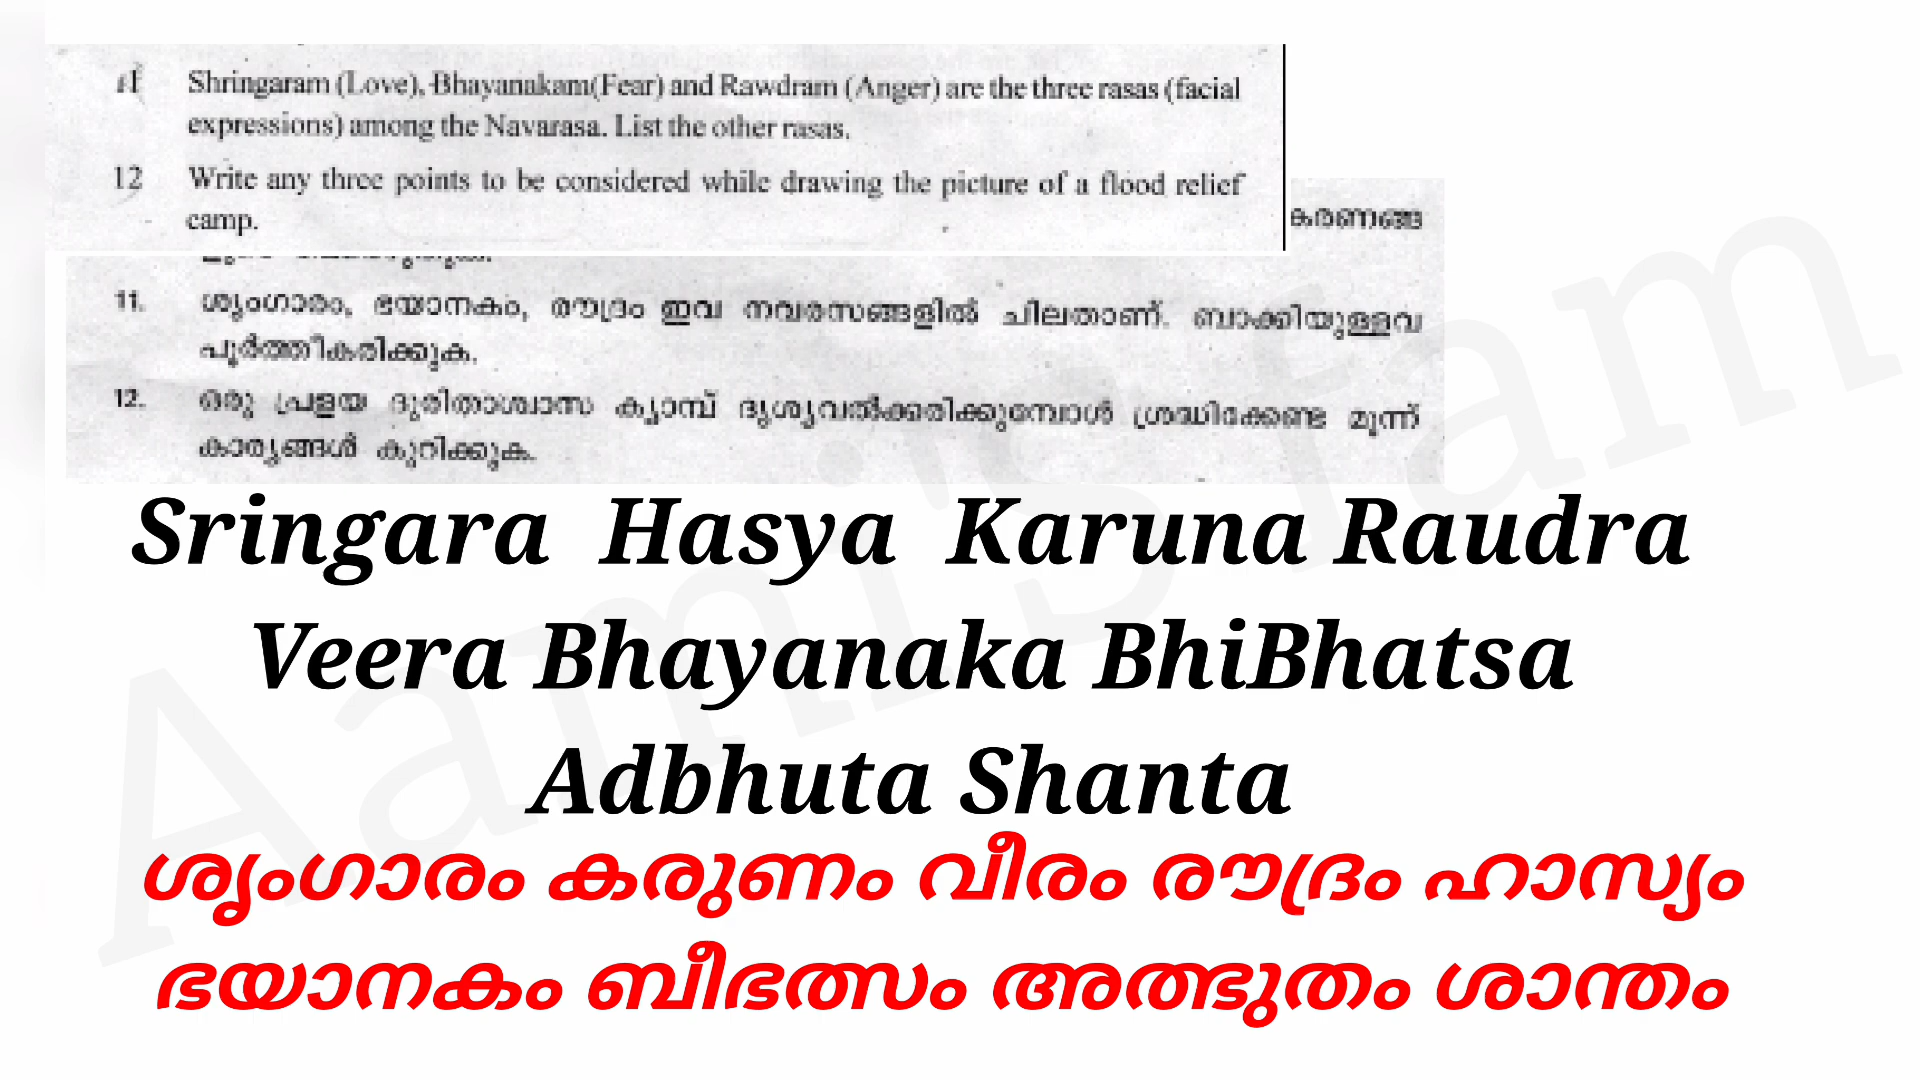 11 Shringaram (Love), Bhayanakam(Fear) and Rawdram (Anger) are the three rasas (facial
expressions) among the Navarasa. List the other rasas.
12 Write any three points to be considered while drawing the picture of a flood relief
camp.
കരണങ്ങ
11. ശൃംഗാരം, ഭയാനകം, രൗദ്രം ഇവ നവരസങ്ങളിൽ ചിലതാണ്. ബാക്കിയുള്ളവ
പൂർത്തീകരിക്കുക.
12. ഒരു പ്രളയ ദുരിതാശ്വാസ ക്യാമ്പ് ദൃശ്യവൽക്കരിക്കുമ്പോൾ ശ്രദ്ധിക്കേണ്ട മൂന്ന്
കാര്യങ്ങൾ കുറിക്കുക.
Sringara Hasya Karuna Raudra
Veera Bhayanaka BhiBhatsa
Adbhuta Shanta
ശൃംഗാരം കരുണം വീരം രൗദ്രം ഹാസ്യം
ഭയാനകം ബീഭത്സം അത്ഭുതം ശാന്തം
Aami'S fam